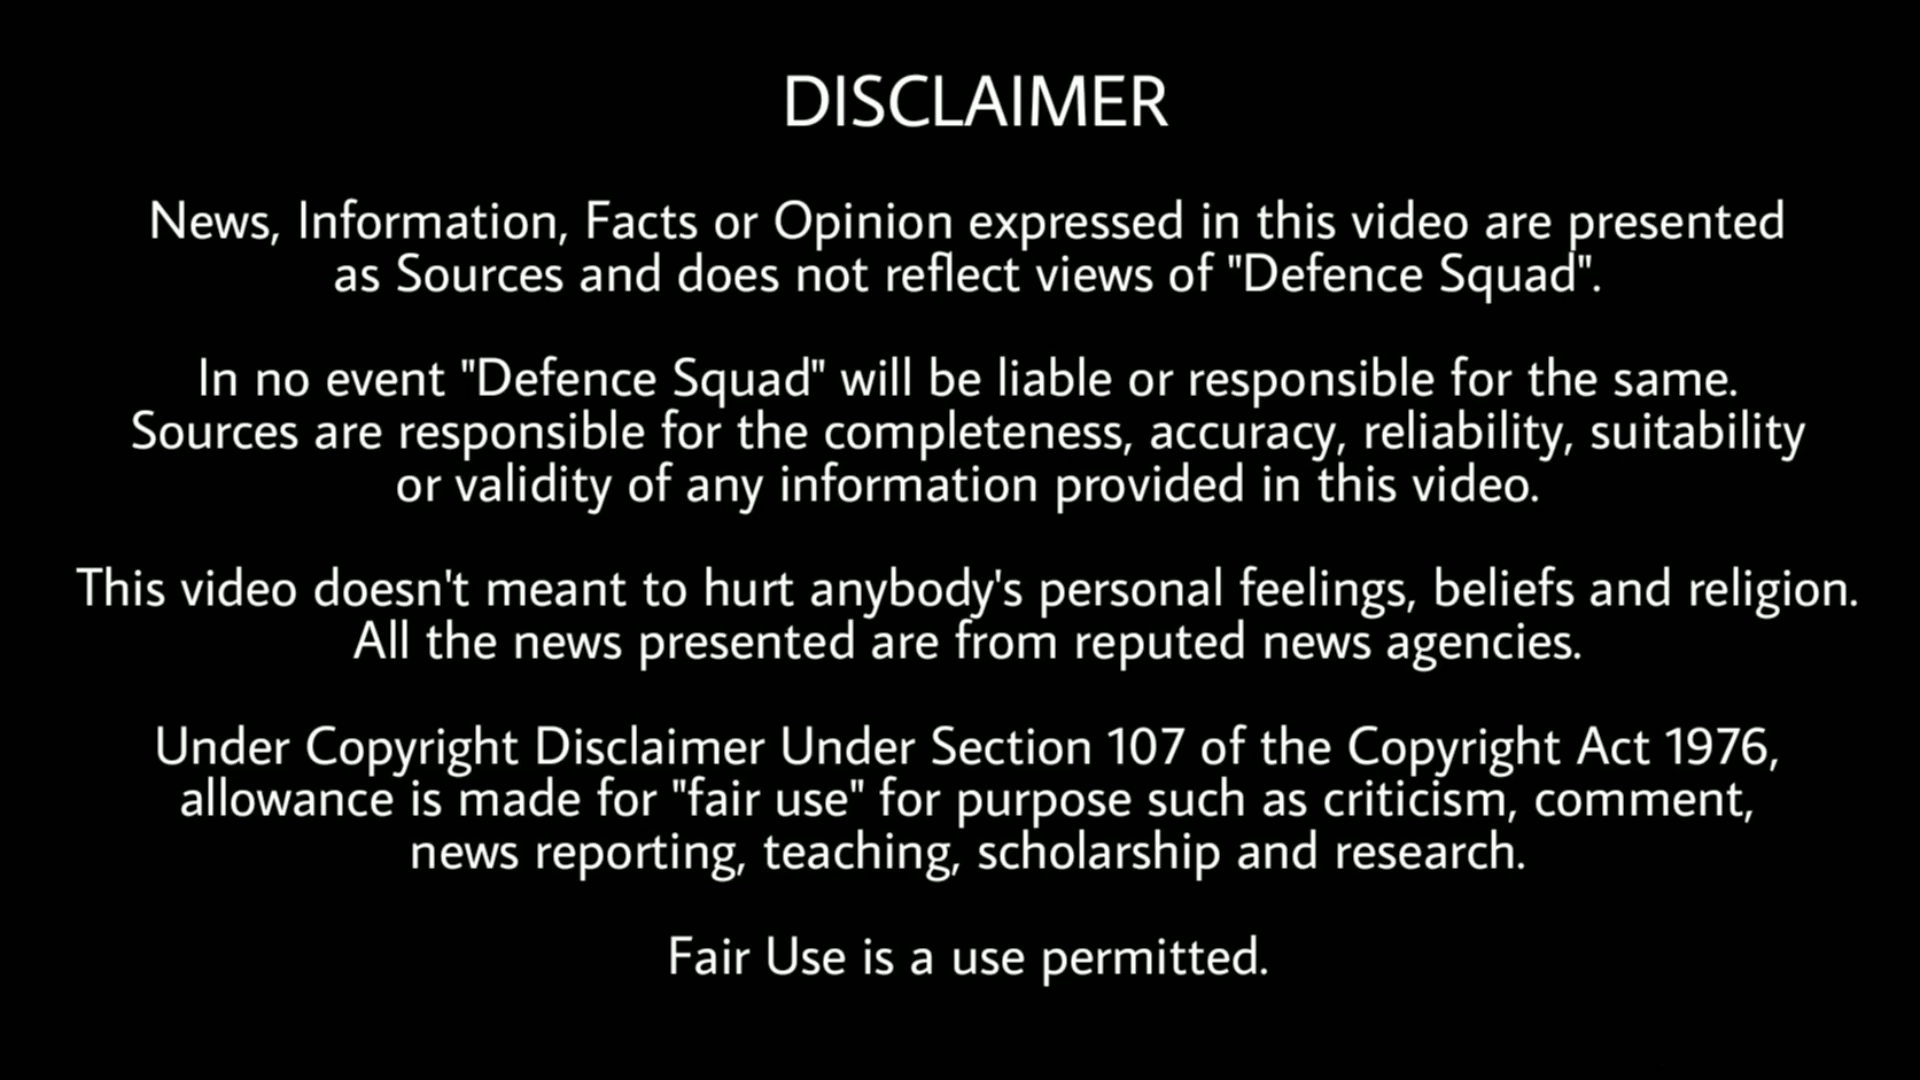 DISCLAIMER
News, Information, Facts or Opinion expressed in this video are presented
as Sources and does not reflect views of "Defence Squad".
In no event "Defence Squad" will be liable or responsible for the same.
Sources are responsible for the completeness, accuracy, reliability, suitability
or validity of any information provided in this video.
This video doesn't meant to hurt anybody's personal feelings, beliefs and religion.
All the news presented are from reputed news agencies.
Under Copyright Disclaimer Under Section 107 of the Copyright Act 1976,
allowance is made for "fair use" for purpose such as criticism, comment,
news reporting, teaching, scholarship and research.
Fair Use is a use permitted.